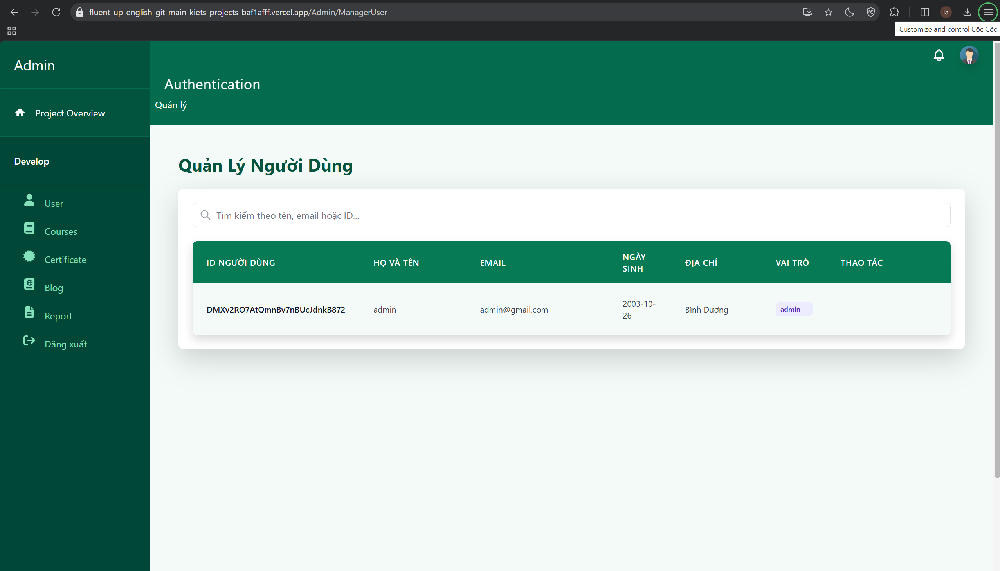 fluent-up-english-git-main-kiets-projects-baf1afff.vercel.app/Admin/ManagerUser
la
Customize and control Cốc Cốc
Admin
Authentication
Quản lý
Project Overview
Develop
User
Courses
Certificate
Blog
Report
Đăng xuất
Quản Lý Người Dùng
Tìm kiếm theo tên, email hoặc ID...
ID NGƯỜI DÙNG HỌ VÀ TÊN EMAIL NGÀY SINH ĐỊA CHỈ VAI TRÒ THAO TÁC
DMXv2RO7AtQmnBv7nBUcJdnkB872 admin admin@gmail.com 2003-10-26 Bình Dương admin